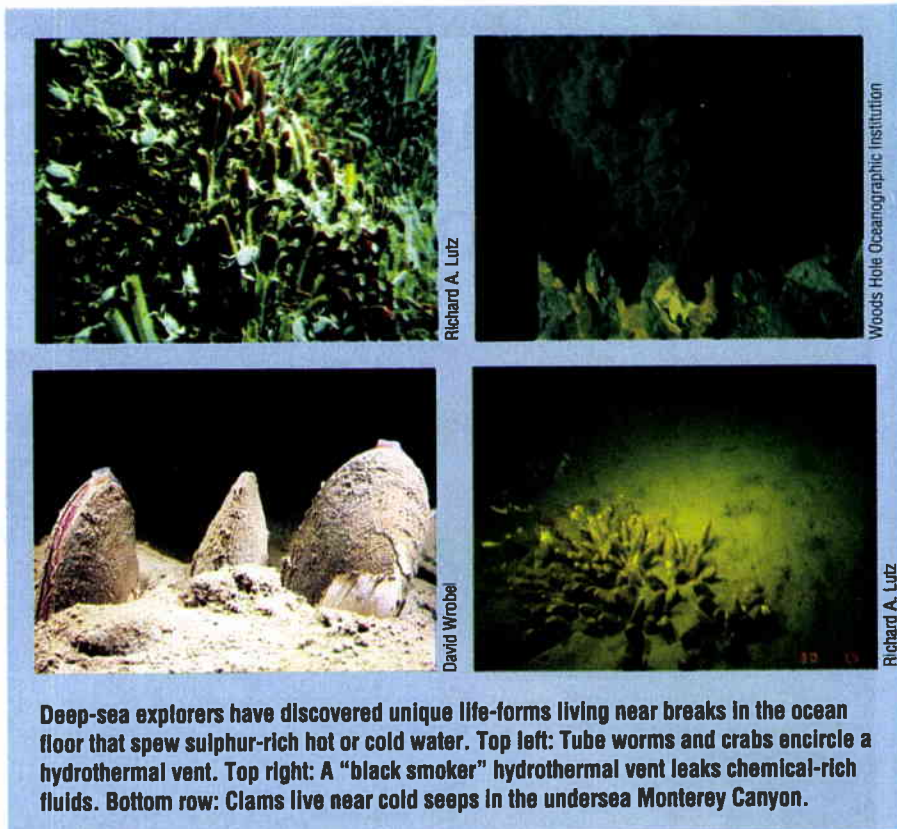 Richard A. Lutz
Woods Hole Oceanographic Institution
David Wrobel
Richard A. Lutz
Deep-sea explorers have discovered unique life-forms living near breaks in the ocean
floor that spew sulphur-rich hot or cold water. Top left: Tube worms and crabs encircle a
hydrothermal vent. Top right: A “black smoker” hydrothermal vent leaks chemical-rich
fluids. Bottom row: Clams live near cold seeps in the undersea Monterey Canyon.